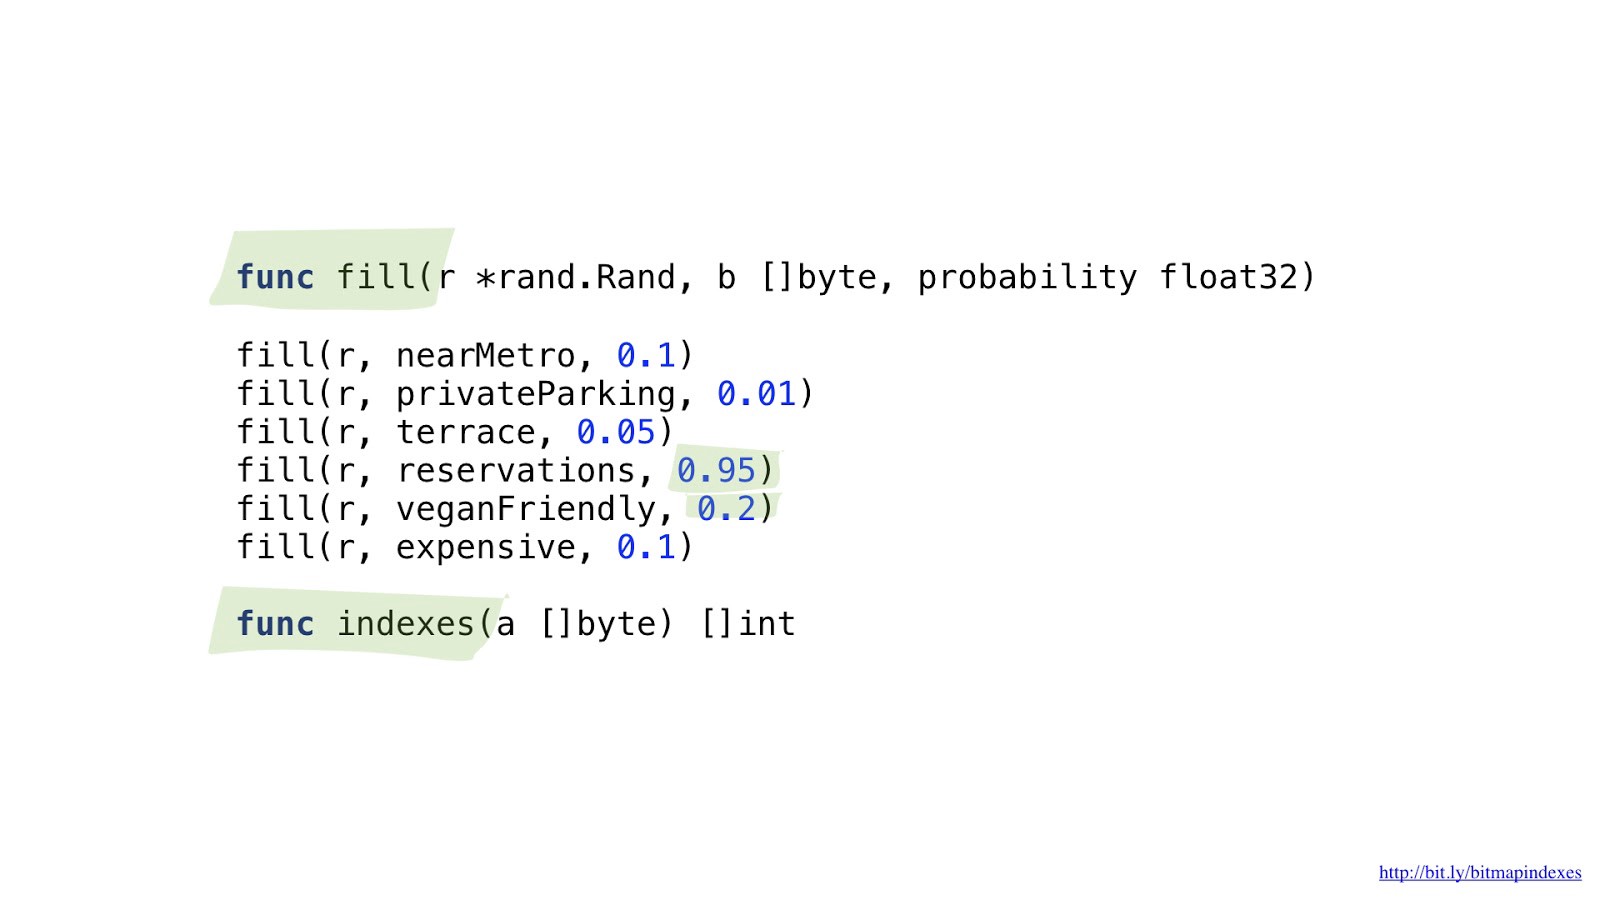 func fill(r *rand.Rand, b []byte, probability float32)
fill(r, nearMetro, 0.1)
fill(r, privateParking, 0.01)
fill(r, terrace, 0.05)
fill(r, reservations, 0.95)
fill(r, veganFriendly, 0.2)
fill(r, expensive, 0.1)
func indexes(a []byte) []int
http://bit.ly/bitmapindexes